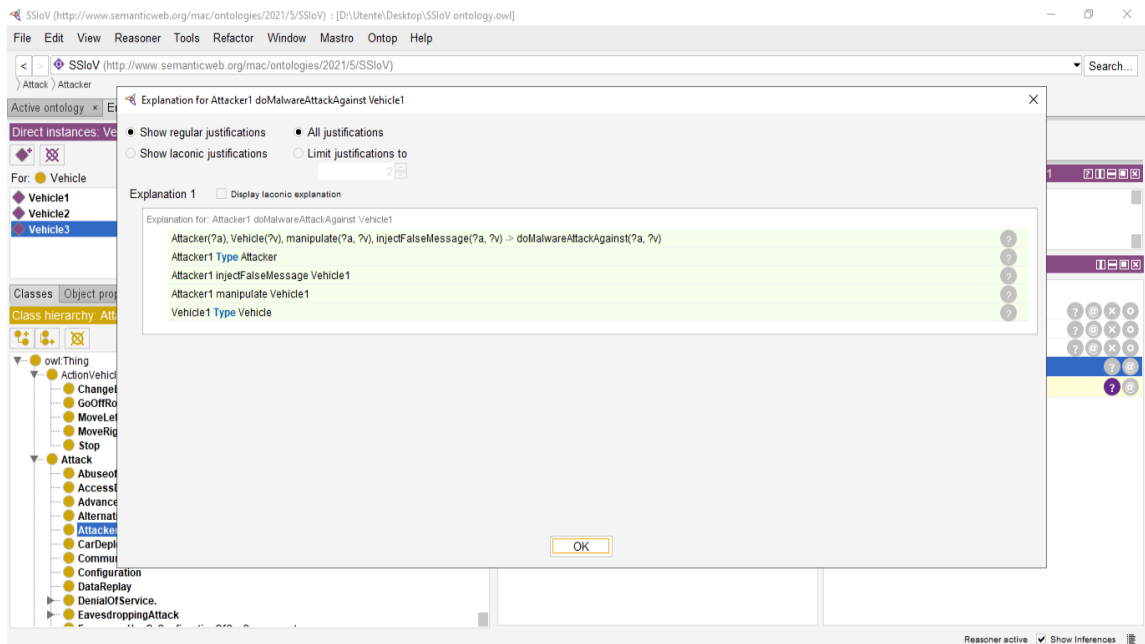 SSIoV (http://www.semanticweb.org/mac/ontologies/2021/5/SSIoV) : [D:\Utente\Desktop\SSIoV ontology.owl]
File Edit View Reasoner Tools Refactor Window Mastro Ontop Help
< > SSIoV (http://www.semanticweb.org/mac/ontologies/2021/5/SSIoV) Search...
Attack Attacker
Active ontology × E
Direct instances: Ve
For: Vehicle
Vehicle1
Vehicle2
Vehicle3
Classes Object prop
Class hierarchy: Att
owl:Thing
ActionVehicl
Change
GoOffRo
MoveLef
MoveRig
Stop
Attack
Abuseof
Access
Advance
Alternati
Attacker
CarDepl
Commu
Configuration
DataReplay
DenialOfService.
EavesdroppingAttack
Explanation for Attacker1 doMalwareAttackAgainst Vehicle1
Show regular justifications All justifications
Show laconic justifications Limit justifications to
2
Explanation 1 Display laconic explanation
Explanation for: Attacker1 doMalwareAttackAgainst Vehicle1
Attacker(?a), Vehicle(?v), manipulate(?a, ?v), injectFalseMessage(?a, ?v) -> doMalwareAttackAgainst(?a, ?v)
Attacker1 Type Attacker
Attacker1 injectFalseMessage Vehicle1
Attacker1 manipulate Vehicle1
Vehicle1 Type Vehicle
OK
Reasoner active Show Inferences